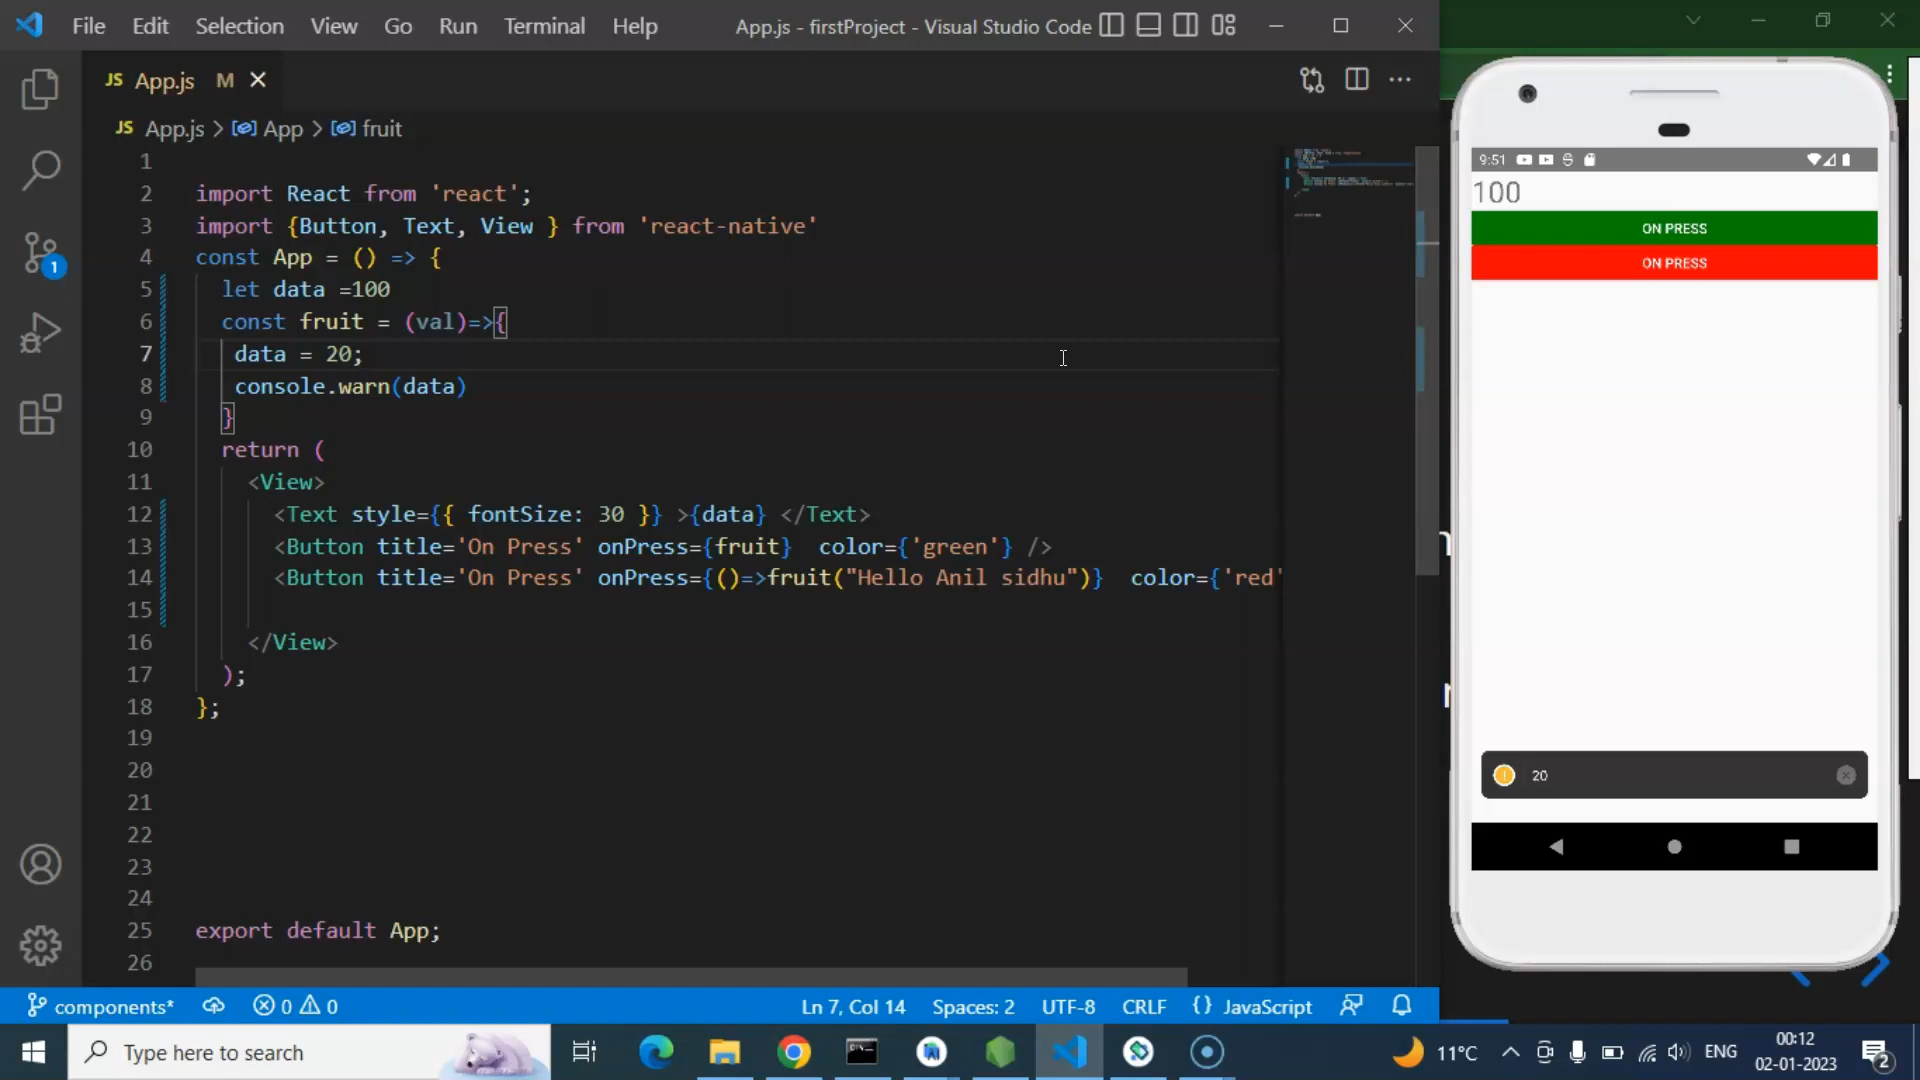 File Edit Selection View Go Run Terminal Help App.js - firstProject - Visual Studio Code
JS App.js M
JS App.js > App > fruit
1
2 import React from 'react';
3 import {Button, Text, View } from 'react-native'
4 const App = () => {
5 let data =100
6 const fruit = (val)=>{
7 data = 20;
8 console.warn(data)
9 }
10 return (
11 <View>
12 <Text style={{ fontSize: 30 }} >{data} </Text>
13 <Button title='On Press' onPress={fruit} color={'green'} />
14 <Button title='On Press' onPress={()=>fruit("Hello Anil sidhu")} color={'red'
15
16 </View>
17 );
18 };
19
20
21
22
23
24
25 export default App;
26
9:51
100
ON PRESS
ON PRESS
20
1
components* 0 0 Ln 7, Col 14 Spaces: 2 UTF-8 CRLF {} JavaScript
Type here to search
11°C ENG 00:12
02-01-2023
2